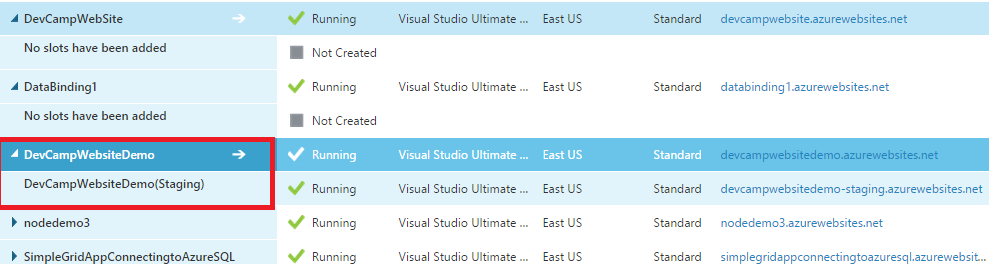 DevCampWebSite Running Visual Studio Ultimate ... East US Standard devcampwebsite.azurewebsites.net
No slots have been added Not Created
DataBinding1 Running Visual Studio Ultimate ... East US Standard databinding1.azurewebsites.net
No slots have been added Not Created
DevCampWebsiteDemo Running Visual Studio Ultimate ... East US Standard devcampwebsitedemo.azurewebsites.net
DevCampWebsiteDemo(Staging) Running Visual Studio Ultimate ... East US Standard devcampwebsitedemo-staging.azurewebsites.net
nodedemo3 Running Visual Studio Ultimate ... East US Standard nodedemo3.azurewebsites.net
SimpleGridAppConnectingtoAzureSQL Running Visual Studio Ultimate ... East US Standard simplegridappconnectingtoazuresql.azurewebsit...